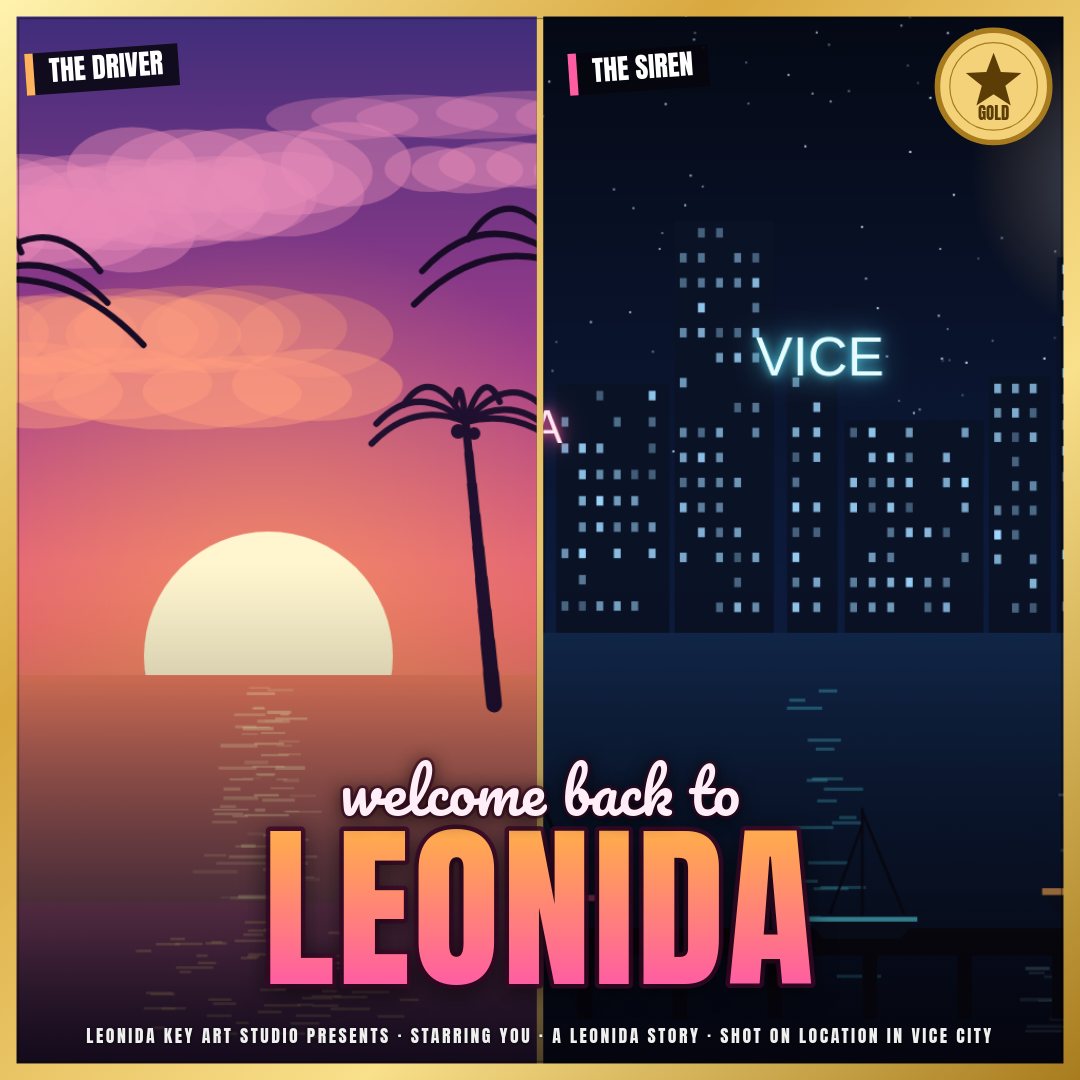 THE DRIVER
THE SIREN
GOLD
VICE
A
welcome back to
LEONIDA
LEONIDA KEY ART STUDIO PRESENTS · STARRING YOU · A LEONIDA STORY · SHOT ON LOCATION IN VICE CITY